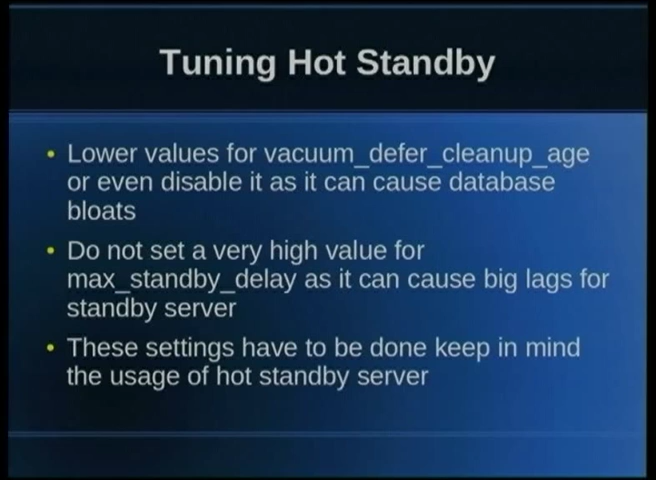 Tuning Hot Standby
• Lower values for vacuum_defer_cleanup_age
or even disable it as it can cause database
bloats
• Do not set a very high value for
max_standby_delay as it can cause big lags for
standby server
• These settings have to be done keep in mind
the usage of hot standby server